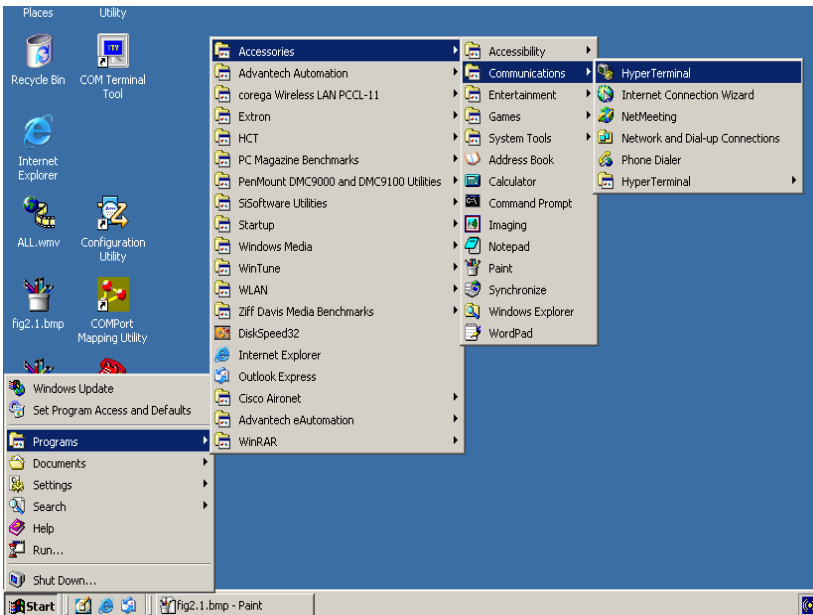 Places
Utility
Recycle Bin
COM Terminal
Tool
Internet
Explorer
ALL.wmv
Configuration
Utility
fig2.1.bmp
COMPort
Mapping Utility
Windows Update
Set Program Access and Defaults
Programs
Documents
Settings
Search
Help
Run...
Shut Down...
Accessories
Advantech Automation
corega Wireless LAN PCCL-11
Extron
HCT
PC Magazine Benchmarks
PenMount DMC9000 and DMC9100 Utilities
SiSoftware Utilities
Startup
Windows Media
WinTune
WLAN
Ziff Davis Media Benchmarks
DiskSpeed32
Internet Explorer
Outlook Express
Cisco Aironet
Advantech eAutomation
WinRAR
Accessibility
Communications
Entertainment
Games
System Tools
Address Book
Calculator
Command Prompt
Imaging
Notepad
Paint
Synchronize
Windows Explorer
WordPad
HyperTerminal
Internet Connection Wizard
NetMeeting
Network and Dial-up Connections
Phone Dialer
HyperTerminal
Start
fig2.1.bmp - Paint